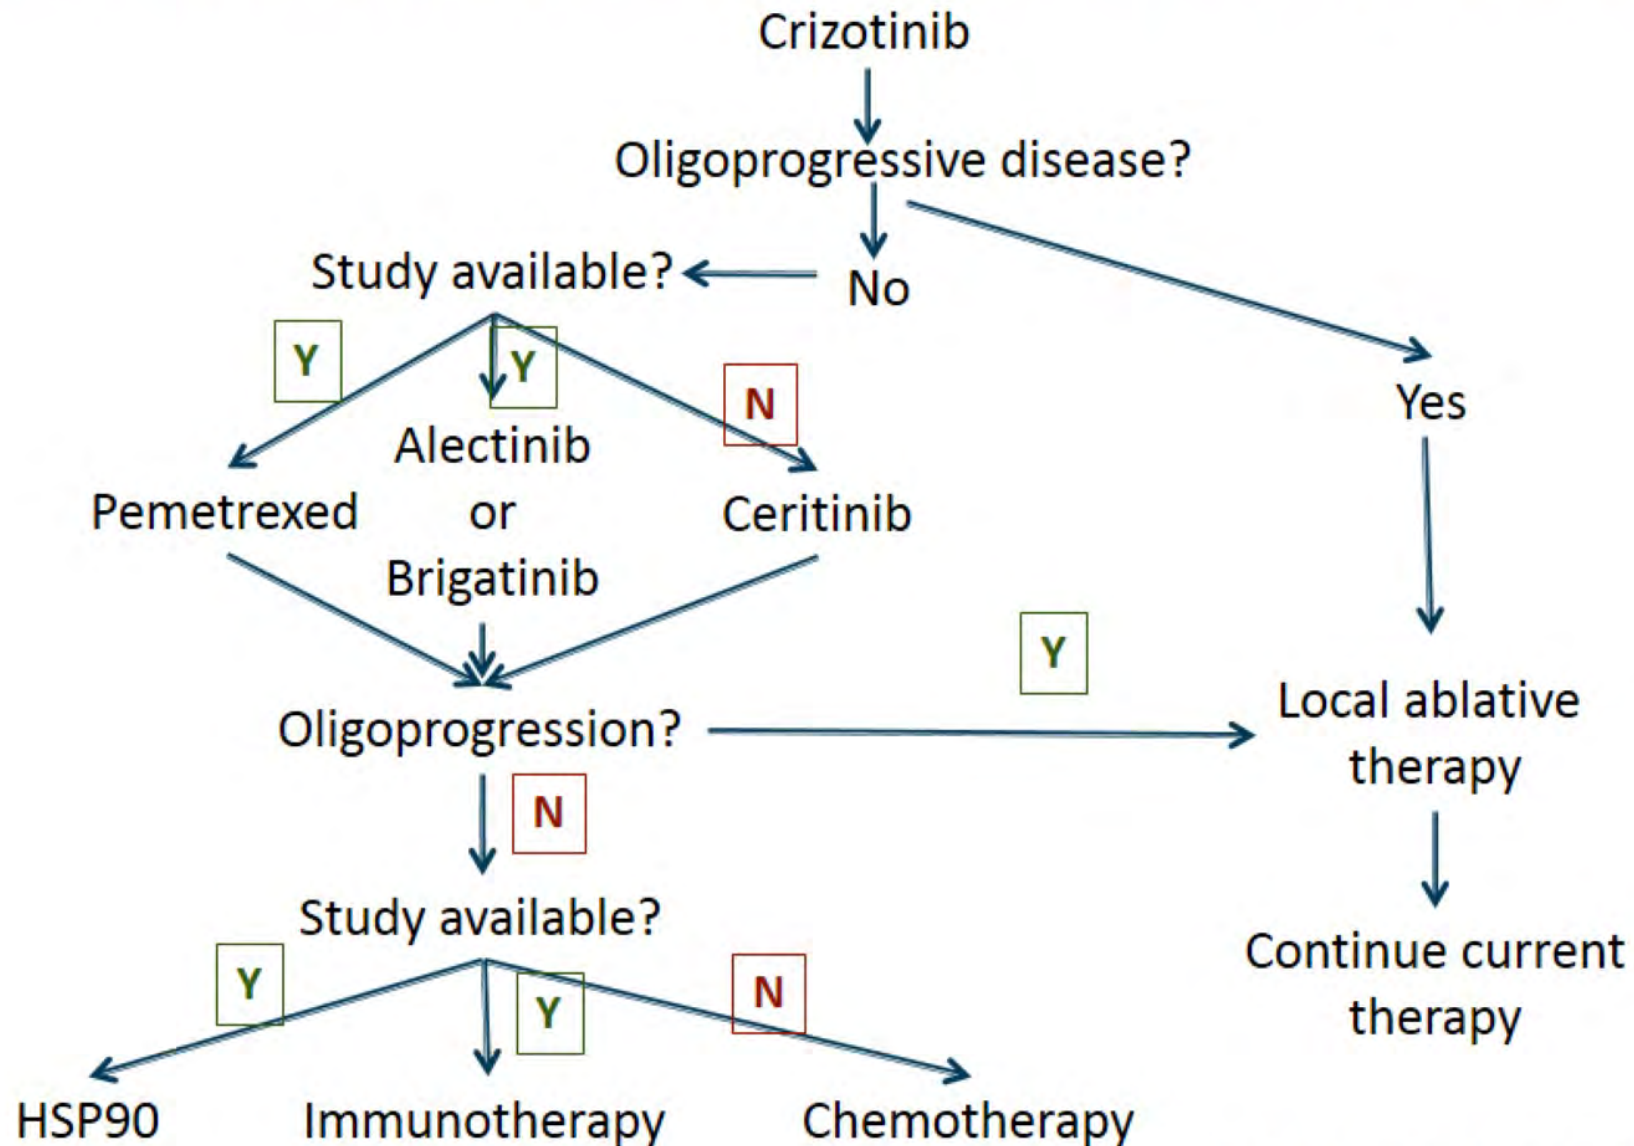 Crizotinib
Oligoprogressive disease?
Study available?
No
Y
Y
N
Yes
Alectinib
Pemetrexed
or
Ceritinib
Brigatinib
Y
Oligoprogression?
Local ablative
therapy
N
Study available?
Continue current
therapy
Y
Y
N
HSP90
Immunotherapy
Chemotherapy